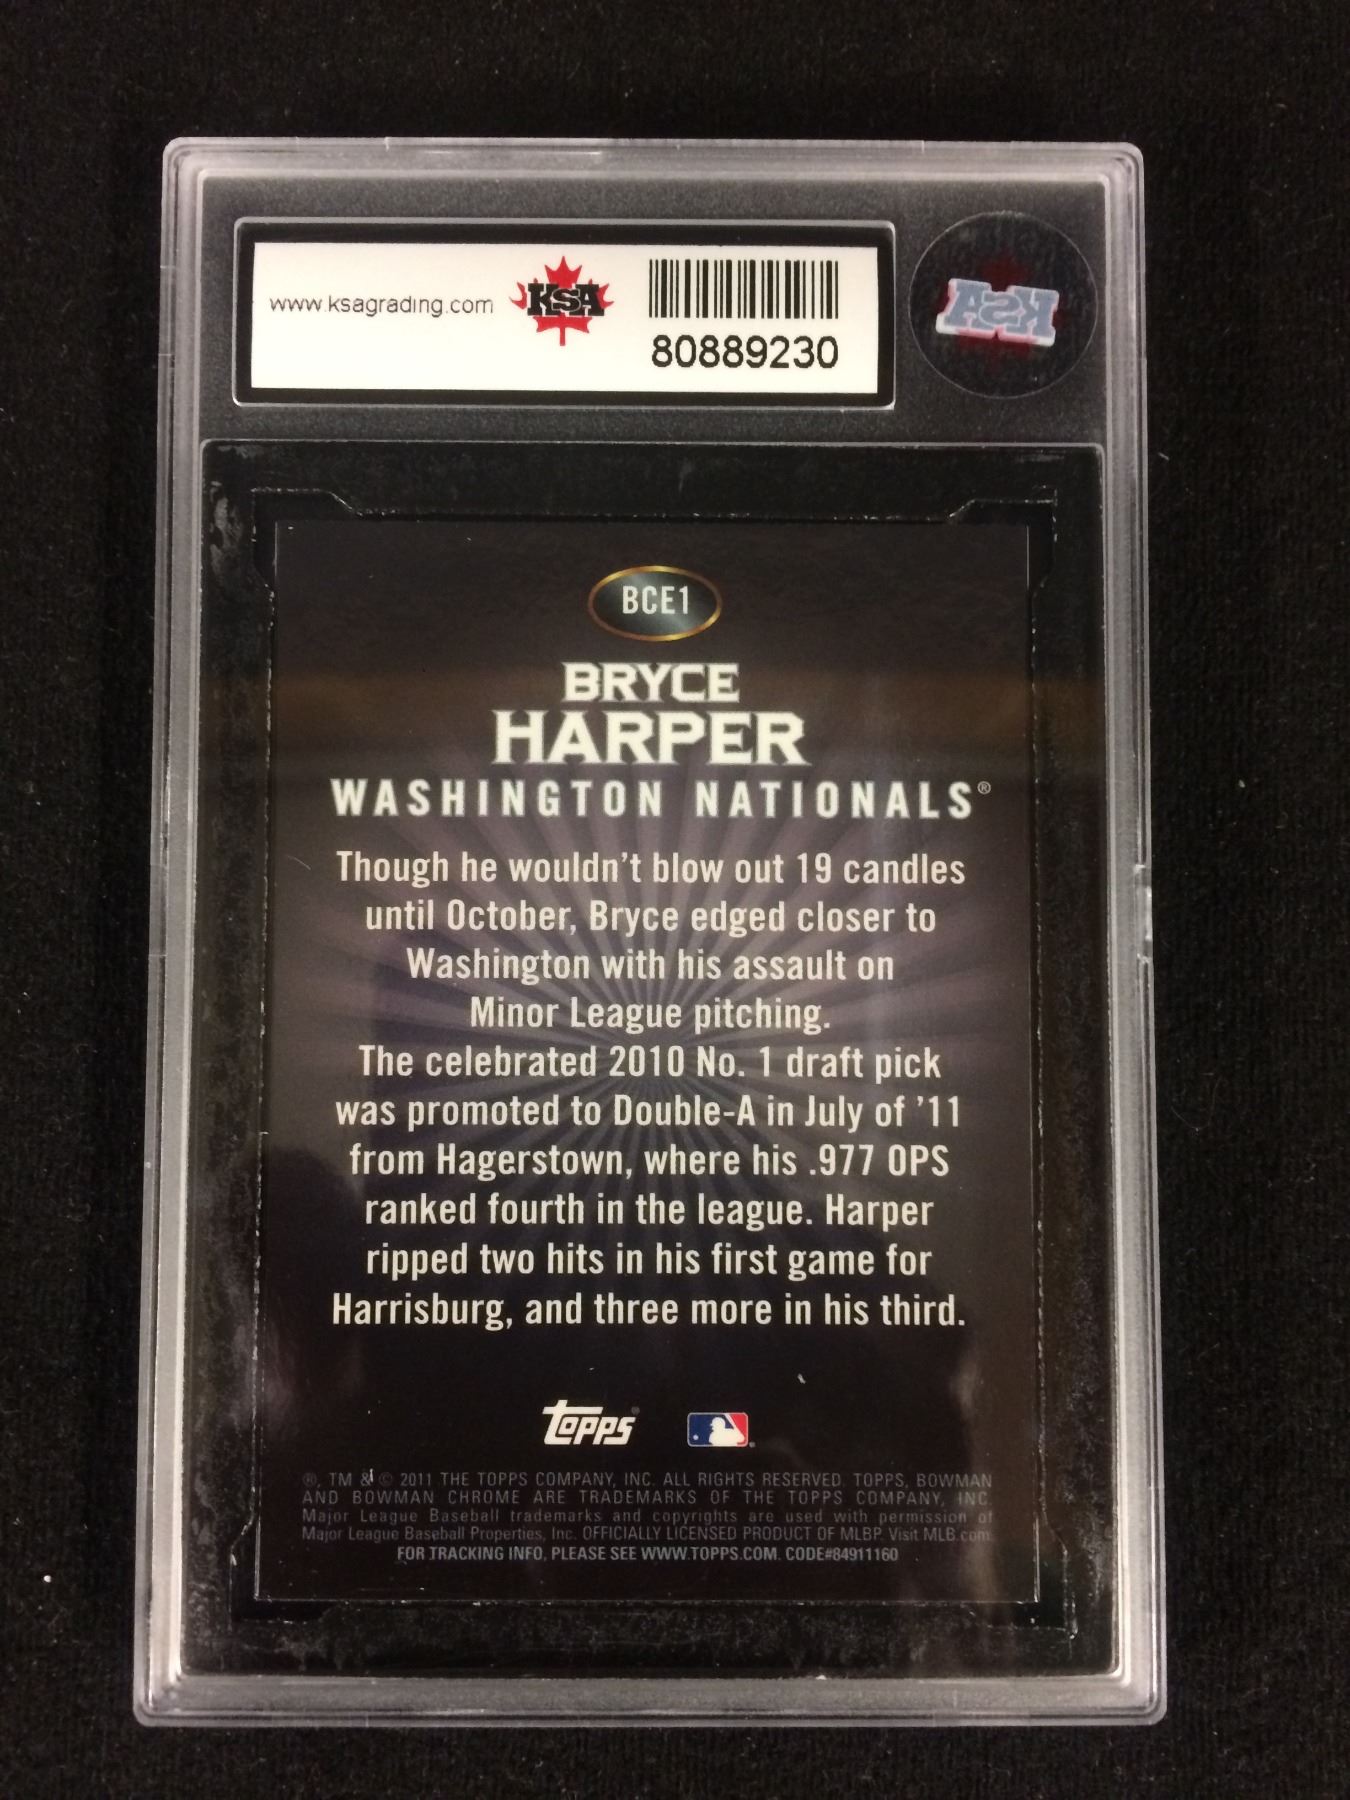 www.ksagrading.com
KSA
80889230
KSA
BCE1
BRYCE
HARPER
WASHINGTON NATIONALS®
Though he wouldn't blow out 19 candles
until October, Bryce edged closer to
Washington with his assault on
Minor League pitching.
The celebrated 2010 No. 1 draft pick
was promoted to Double-A in July of '11
from Hagerstown, where his .977 OPS
ranked fourth in the league. Harper
ripped two hits in his first game for
Harrisburg, and three more in his third.
topps®
®, TM & © 2011 THE TOPPS COMPANY, INC. ALL RIGHTS RESERVED. TOPPS, BOWMAN
AND BOWMAN CHROME ARE TRADEMARKS OF THE TOPPS COMPANY, INC.
Major League Baseball trademarks and copyrights are used with permission of
Major League Baseball Properties, Inc. OFFICIALLY LICENSED PRODUCT OF MLBP. Visit MLB.com
FOR TRACKING INFO, PLEASE SEE WWW.TOPPS.COM. CODE#84911160